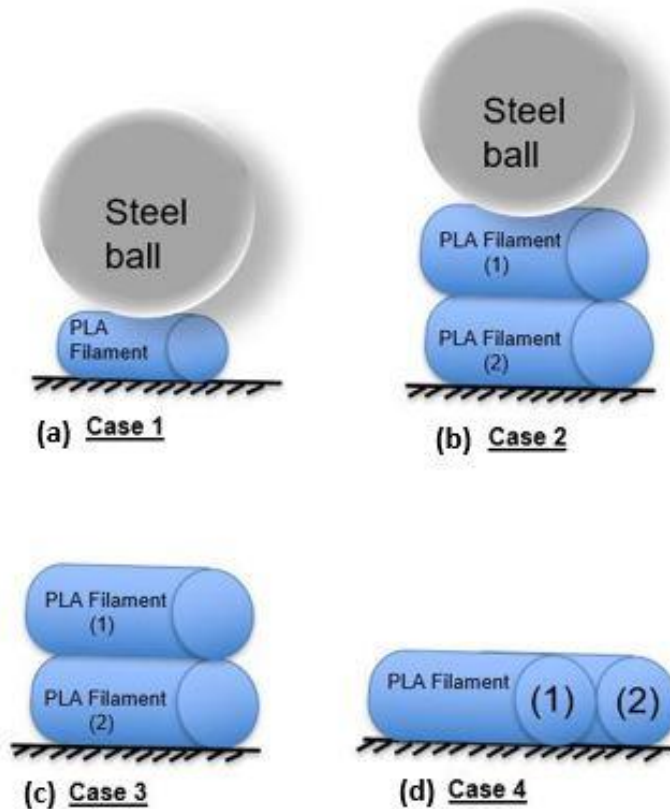 Steel
ball
PLA
Filament
(a) Case 1
Steel
ball
PLA Filament
(1)
PLA Filament
(2)
(b) Case 2
PLA Filament
(1)
PLA Filament
(2)
(c) Case 3
PLA Filament
(1)
(2)
(d) Case 4